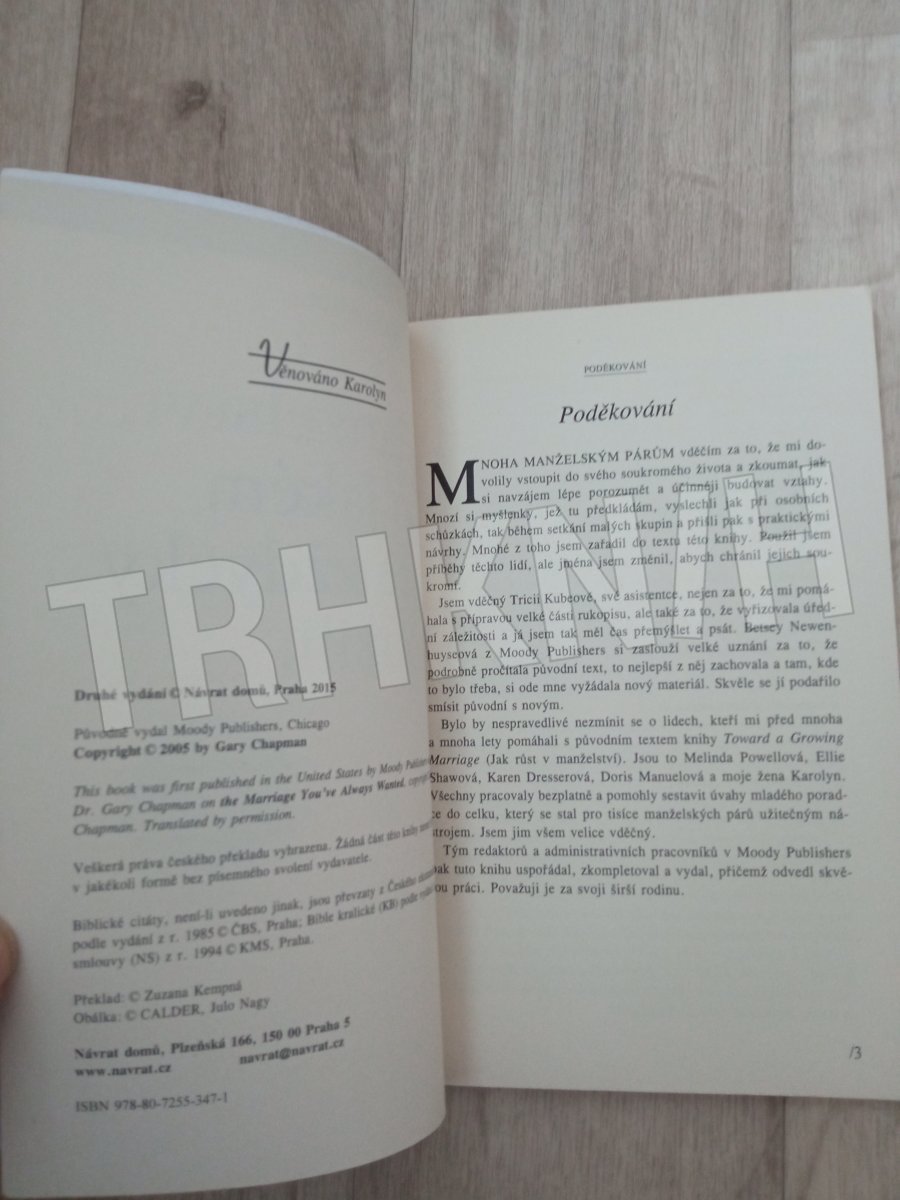 Věnováno Karolyn
Druhé vydání © Návrat domů, Praha 2015
Původně vydal Moody Publishers, Chicago
Copyright © 2005 by Gary Chapman
This book was first published in the United States by Moody
Dr. Gary Chapman on the Marriage You've Always Wanted,
Chapman. Translated by permission.
Veškerá práva českého překladu vyhrazena. Žádná část této knihy
v jakékoli formě bez písemného svolení vydavatele.
Biblické citáty, není-li uvedeno jinak, jsou převzaty z Českého
podle vydání z r. 1985 © ČBS, Praha; Bible kralické (KB) podle
smlouvy (NS) z r. 1994 © KMS, Praha.
Překlad: © Zuzana Kempná
Obálka: © CALDER, Julo Nagy
Návrat domů, Plzeňská 166, 150 00 Praha 5
www.navrat.cz navrat@navrat.cz
ISBN 978-80-7255-347-1
PODĚKOVÁNÍ
Poděkování
MNOHA MANŽELSKÝM PÁRŮM vděčím za to, že mi do-
volily vstoupit do svého soukromého života a zkoumat, jak
si navzájem lépe porozumět a účinněji budovat vztahy.
Mnozí si myšlenky, jež tu předkládám, vyslechli jak při osobních
schůzkách, tak během setkání malých skupin a přišli pak s praktickými
návrhy. Mnohé z toho jsem zařadil do textu této knihy. Použil jsem
příběhy těchto lidí, ale jména jsem změnil, abych chránil jejich sou-
kromí.
Jsem vděčný Tricii Kubeové, své asistentce, nejen za to, že mi pomá-
hala s přípravou velké části rukopisu, ale také za to, že vyřizovala úřed-
ní záležitosti a já jsem tak měl čas přemýšlet a psát. Betsey Newen-
huyseová z Moody Publishers si zaslouží velké uznání za to, že
podrobně pročítala původní text, to nejlepší z něj zachovala a tam, kde
to bylo třeba, si ode mne vyžádala nový materiál. Skvěle se jí podařilo
smísit původní s novým.
Bylo by nespravedlivé nezmínit se o lidech, kteří mi před mnoha
a mnoha lety pomáhali s původním textem knihy Toward a Growing
Marriage (Jak růst v manželství). Jsou to Melinda Powellová, Ellie
Shawová, Karen Dresserová, Doris Manuelová a moje žena Karolyn.
Všechny pracovaly bezplatně a pomohly sestavit úvahy mladého porad-
ce do celku, který se stal pro tisíce manželských párů užitečným ná-
strojem. Jsem jim všem velice vděčný.
Tým redaktorů a administrativních pracovníků v Moody Publishers
pak tuto knihu uspořádal, zkompletoval a vydal, přičemž odvedl skvě-
ou práci. Považuji je za svoji širší rodinu.
/3
TRHKNIH